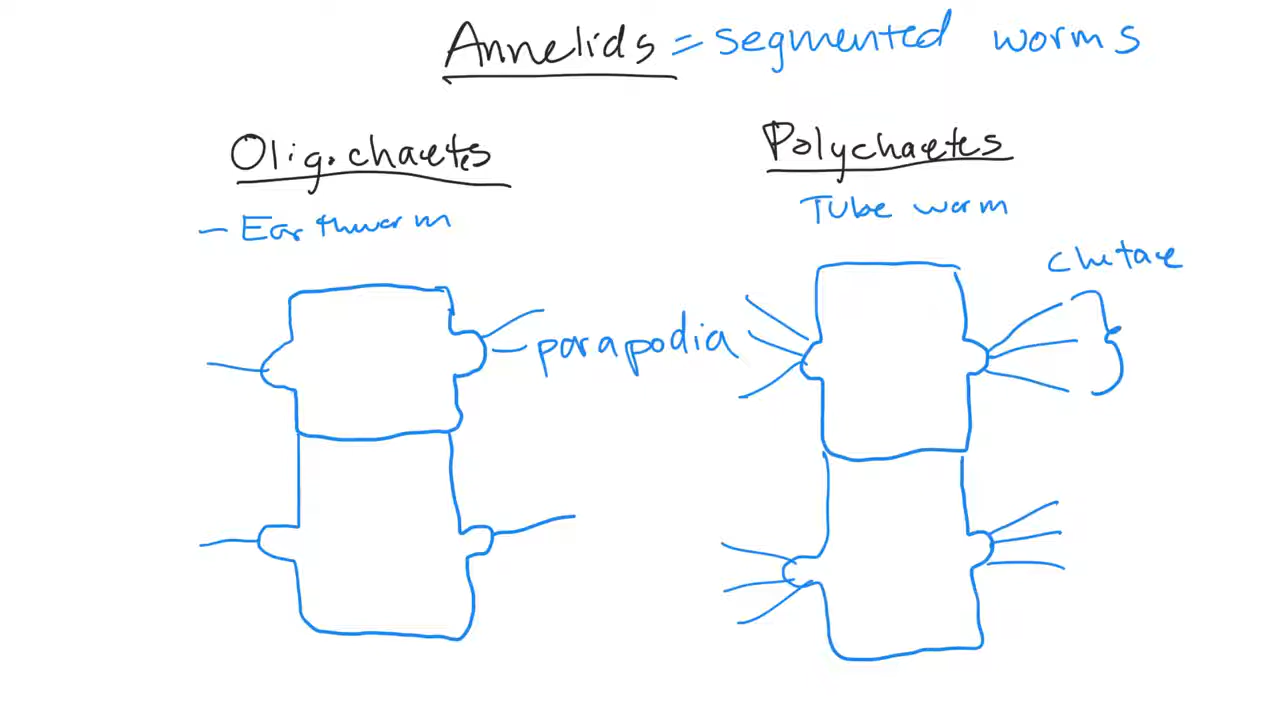 Annelids = segmented worms
Oligochaetes
Polychaetes
- Earthworm
Tube worm
chetae
parapodia